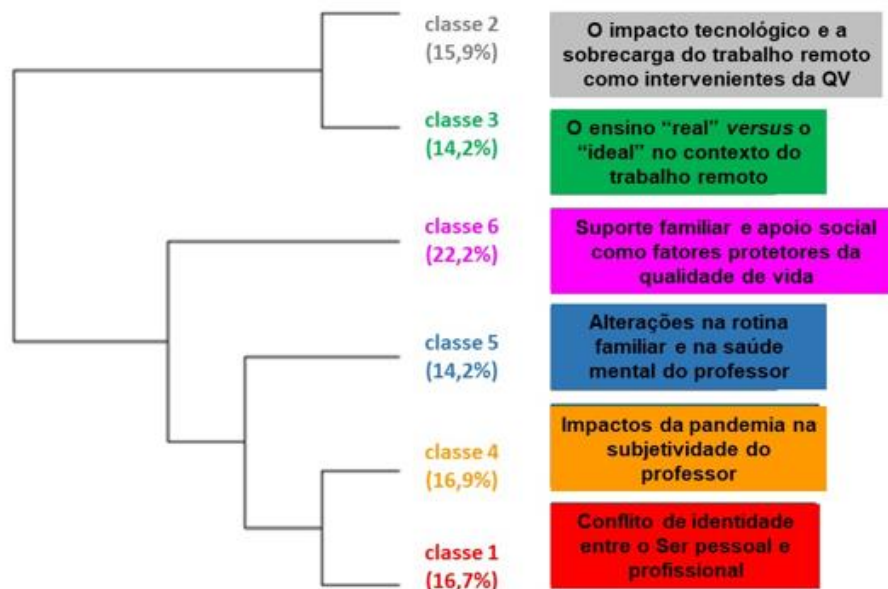 classe 2
(15,9%)
O impacto tecnológico e a
sobrecarga do trabalho remoto
como intervenientes da QV
classe 3
(14,2%)
O ensino “real” versus o
“ideal” no contexto do
trabalho remoto
classe 6
(22,2%)
Suporte familiar e apoio social
como fatores protetores da
qualidade de vida
classe 5
(14,2%)
Alterações na rotina
familiar e na saúde
mental do professor
classe 4
(16,9%)
Impactos da pandemia na
subjetividade do
professor
classe 1
(16,7%)
Conflito de identidade
entre o Ser pessoal e
profissional